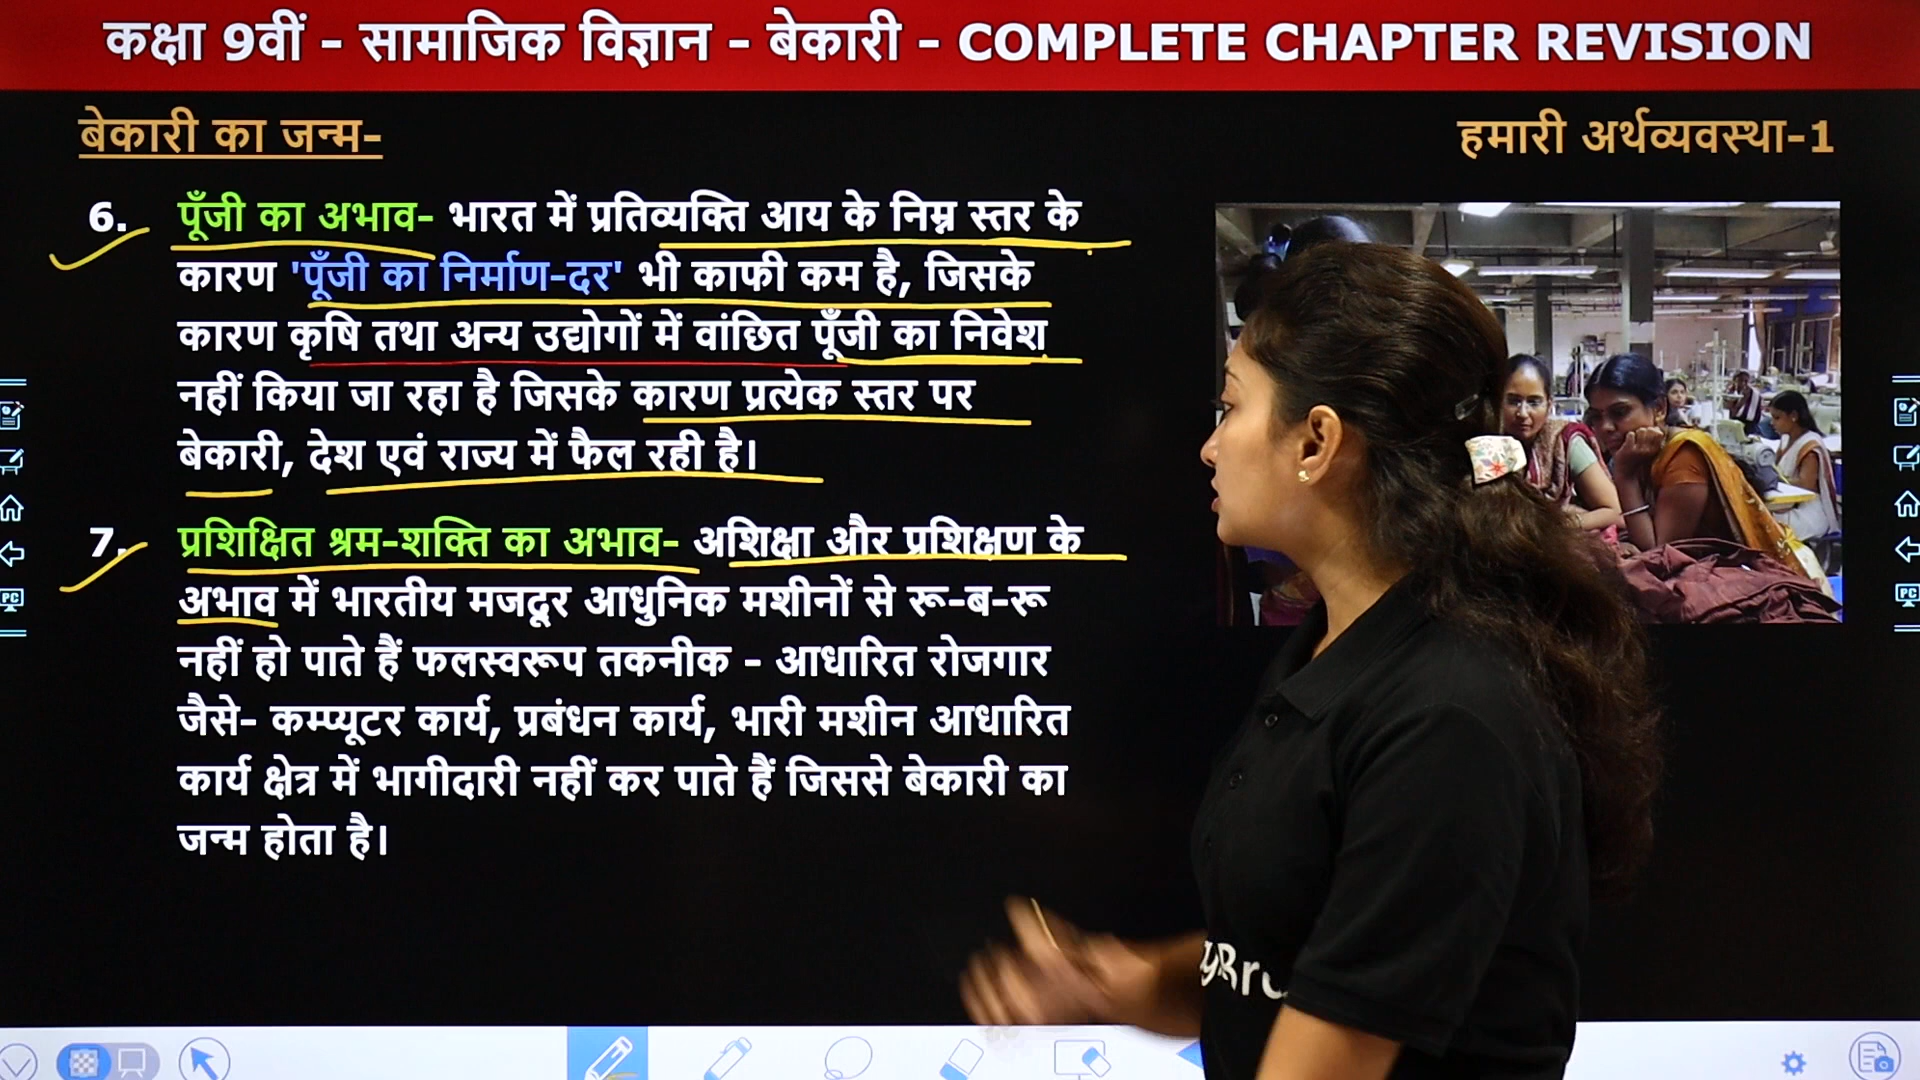 कक्षा 9वीं - सामाजिक विज्ञान - बेकारी - COMPLETE CHAPTER REVISION
बेकारी का जन्म-
हमारी अर्थव्यवस्था-1
6. पूँजी का अभाव- भारत में प्रतिव्यक्ति आय के निम्न स्तर के
कारण 'पूँजी का निर्माण-दर' भी काफी कम है, जिसके
कारण कृषि तथा अन्य उद्योगों में वांछित पूँजी का निवेश
नहीं किया जा रहा है जिसके कारण प्रत्येक स्तर पर
बेकारी, देश एवं राज्य में फैल रही है।
7. प्रशिक्षित श्रम-शक्ति का अभाव- अशिक्षा और प्रशिक्षण के
अभाव में भारतीय मजदूर आधुनिक मशीनों से रू-ब-रू
नहीं हो पाते हैं फलस्वरूप तकनीक - आधारित रोजगार
जैसे- कम्प्यूटर कार्य, प्रबंधन कार्य, भारी मशीन आधारित
कार्य क्षेत्र में भागीदारी नहीं कर पाते हैं जिससे बेकारी का
जन्म होता है।
PC
PC